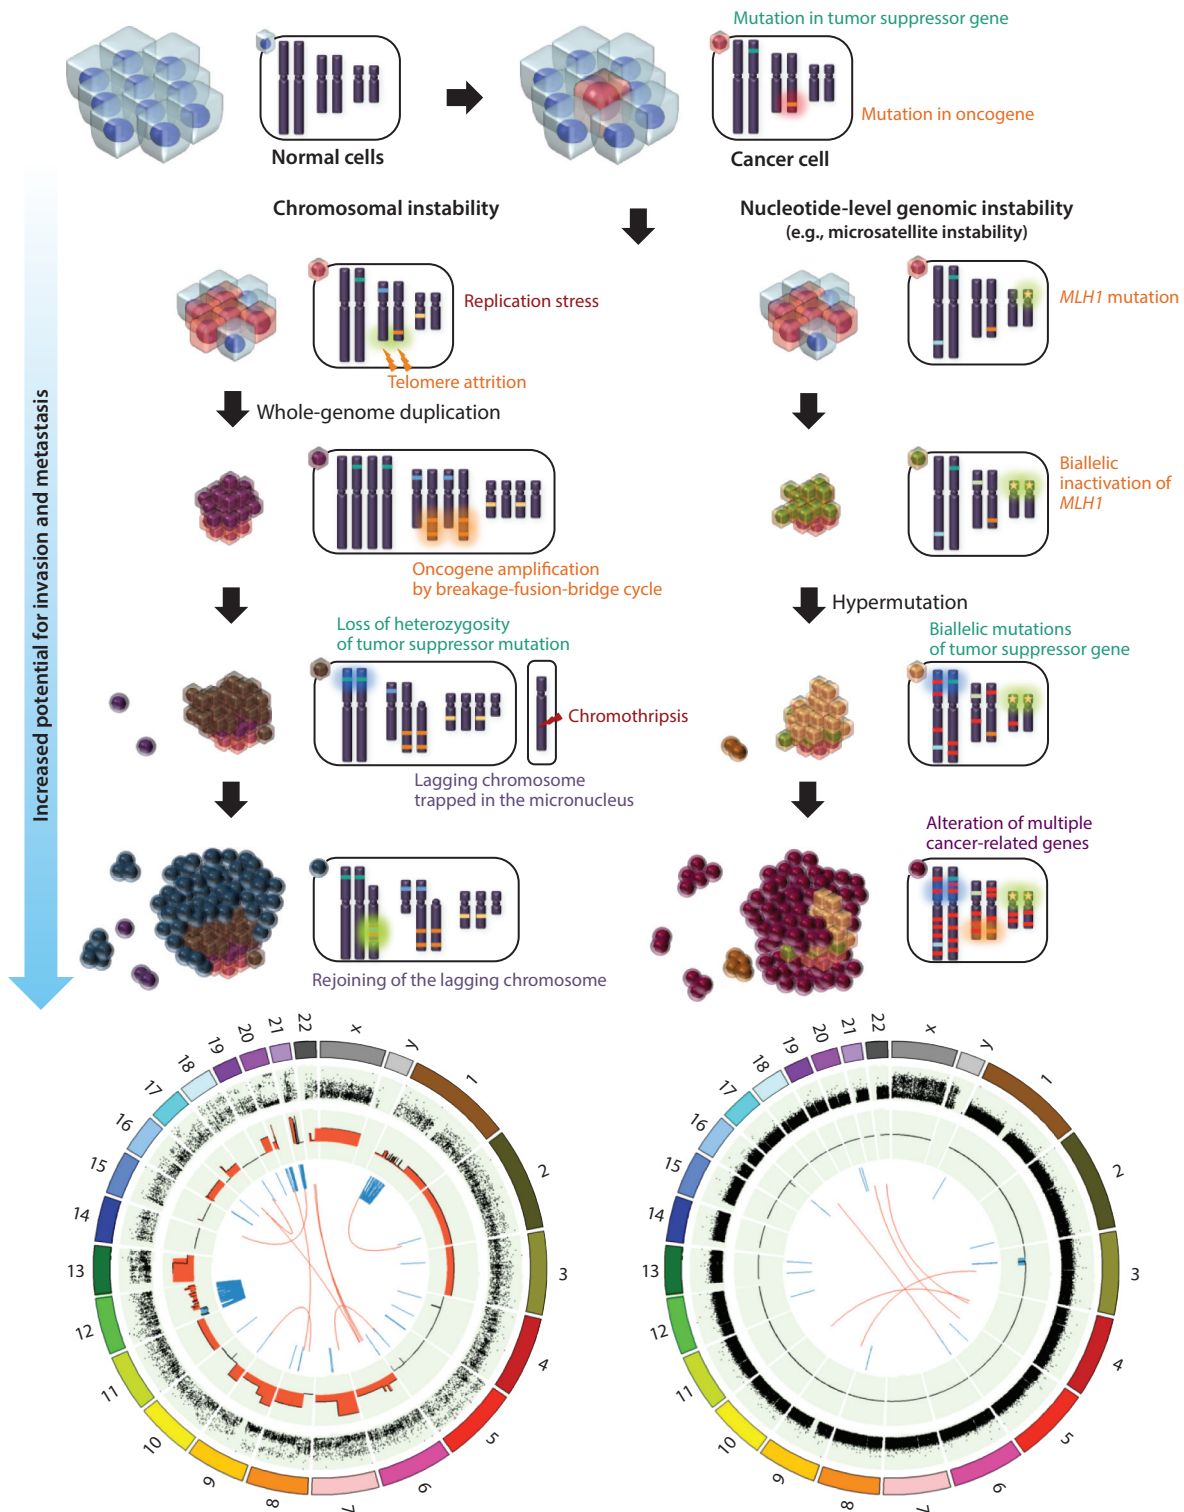 Mutation in tumor suppressor gene
Mutation in oncogene
Normal cells
Cancer cell
Increased potential for invasion and metastasis
Chromosomal instability
Nucleotide-level genomic instability
(e.g., microsatellite instability)
Replication stress
Telomere attrition
MLH1 mutation
Whole-genome duplication
Oncogene amplification
by breakage-fusion-bridge cycle
Biallelic
inactivation of
MLH1
Hypermutation
Loss of heterozygosity
of tumor suppressor mutation
Chromothripsis
Lagging chromosome
trapped in the micronucleus
Biallelic mutations
of tumor suppressor gene
Rejoining of the lagging chromosome
Alteration of multiple
cancer-related genes
1
2
3
4
5
6
7
8
9
10
11
12
13
14
15
16
17
18
19
20
21
22
x
y
1
2
3
4
5
6
7
8
9
10
11
12
13
14
15
16
17
18
19
20
21
22
x
y